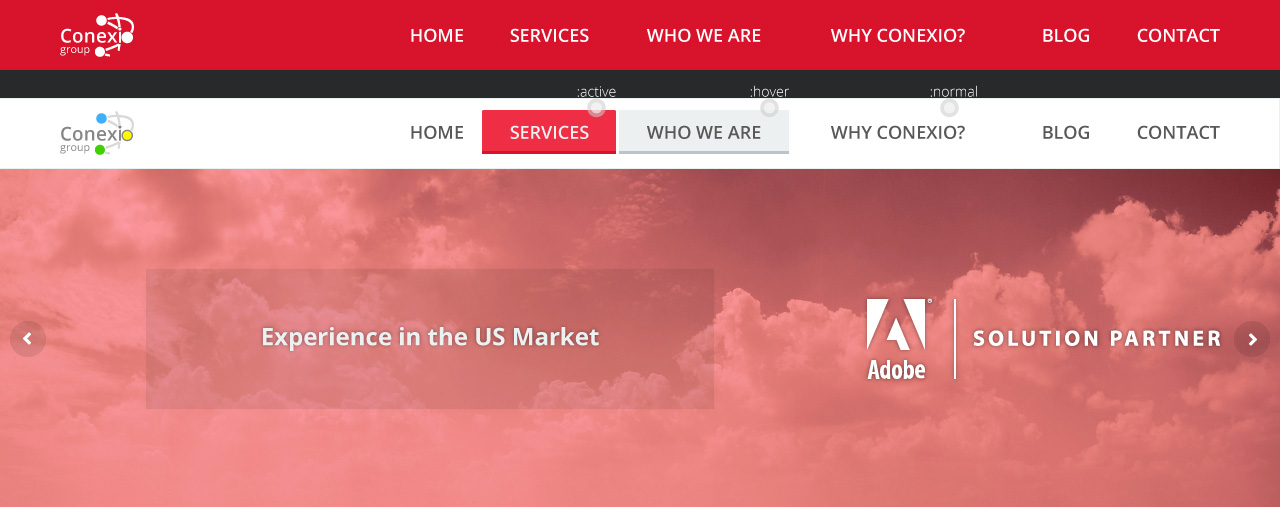 Conexio
group
HOME SERVICES WHO WE ARE WHY CONEXIO? BLOG CONTACT
:active :hover :normal
Conexio
group
HOME SERVICES WHO WE ARE WHY CONEXIO? BLOG CONTACT
Experience in the US Market
®
Adobe
SOLUTION PARTNER